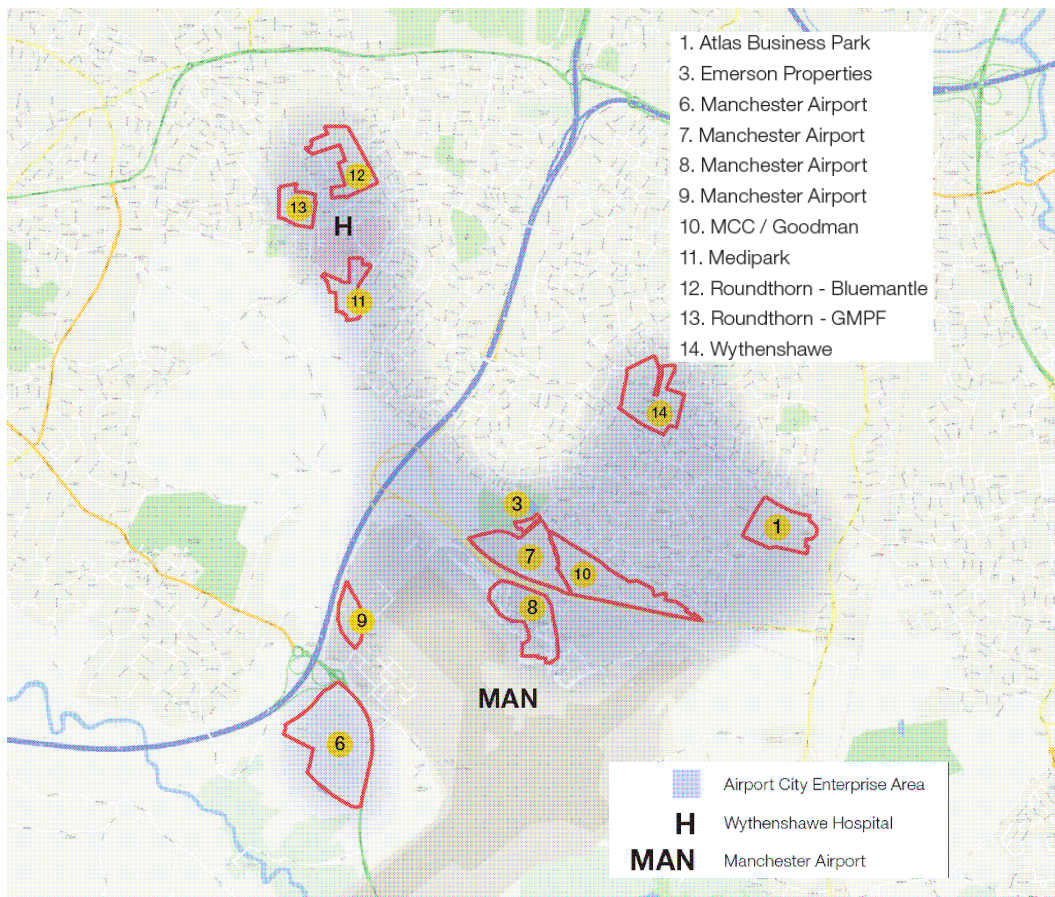 1. Atlas Business Park
3. Emerson Properties
6. Manchester Airport
7. Manchester Airport
8. Manchester Airport
9. Manchester Airport
10. MCC / Goodman
11. Medipark
12. Roundthorn - Bluemantle
13. Roundthorn - GMPF
14. Wythenshawe
12
13
H
11
14
3
1
7
10
8
9
MAN
6
Airport City Enterprise Area
H Wythenshawe Hospital
MAN Manchester Airport